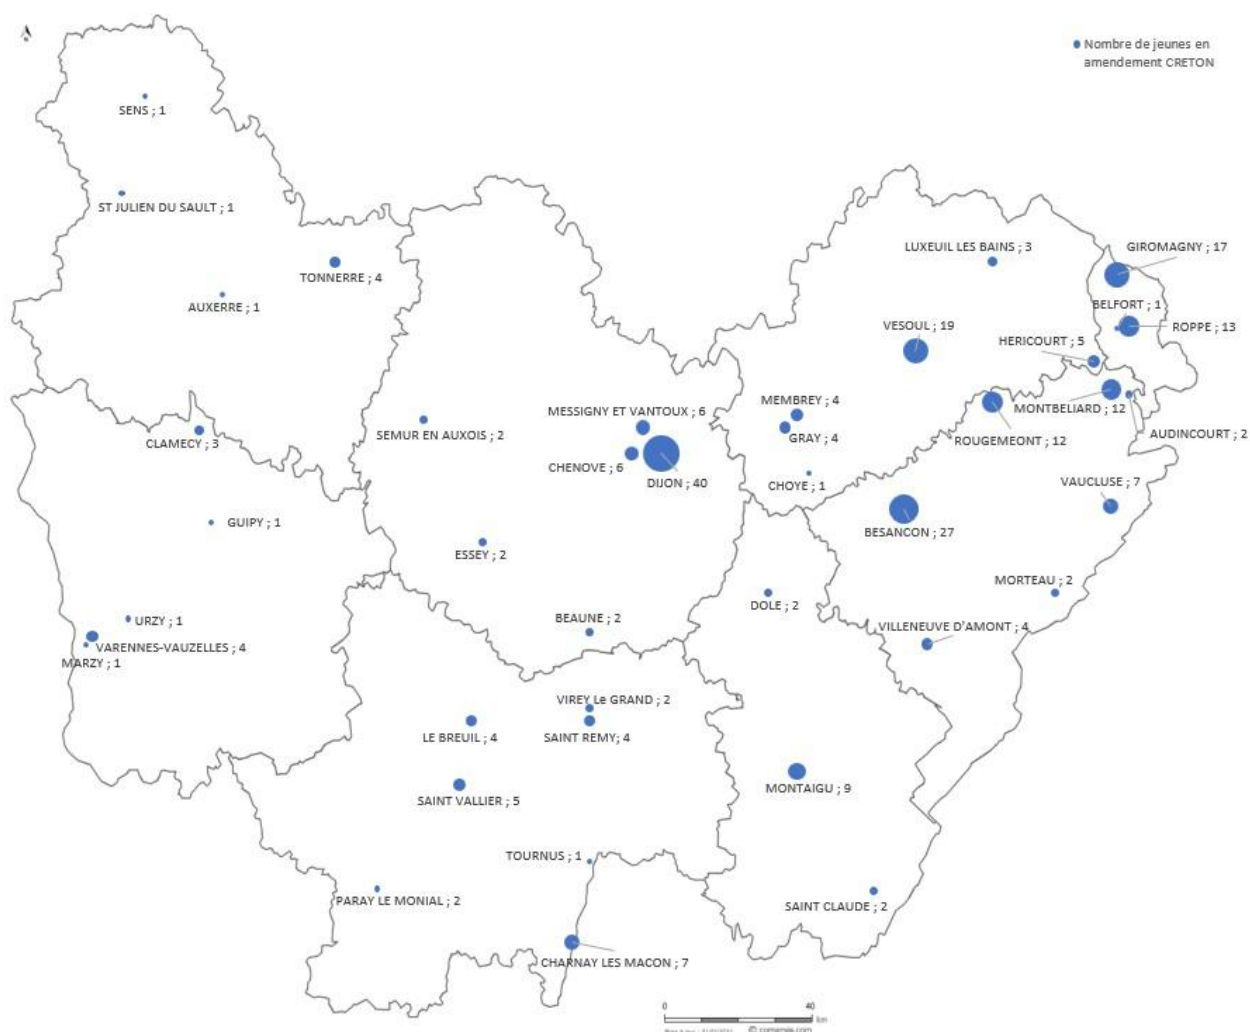 Nombre de jeunes en
amendement CRETON
SENS ; 1
ST JULIEN DU SAULT ; 1
TONNERRE ; 4
AUXERRE ; 1
LUXEUIL LES BAINS ; 3
GIROMAGNY ; 17
BELFORT ; 1
ROPPE ; 13
VESOUL ; 19
HERICOURT ; 5
MEMBREY ; 4
MONTBELIARD ; 12
MESSIGNY ET VANTOUX ; 6
SEMUR EN AUXOIS ; 2
GRAY ; 4
ROUGEMONT ; 12
AUDINCOURT ; 2
CLAMECY ; 3
CHENOVE ; 6
DIJON ; 40
CHOYE ; 1
VAUCLUSE ; 7
GUIPY ; 1
BESANCON ; 27
ESSEY ; 2
MORTEAU ; 2
DOLE ; 2
URZY ; 1
BEAUNE ; 2
VILLENEUVE D'AMONT ; 4
VARENNES-VAUZELLES ; 4
MARZY ; 1
VIREY Le GRAND ; 2
LE BREUIL ; 4
SAINT REMY; 4
MONTAIGU ; 9
SAINT VALLIER ; 5
TOURNUS ; 1
PARAY LE MONIAL ; 2
SAINT CLAUDE ; 2
CHARNAY LES MACON ; 7
0 40
km
© comersis.com